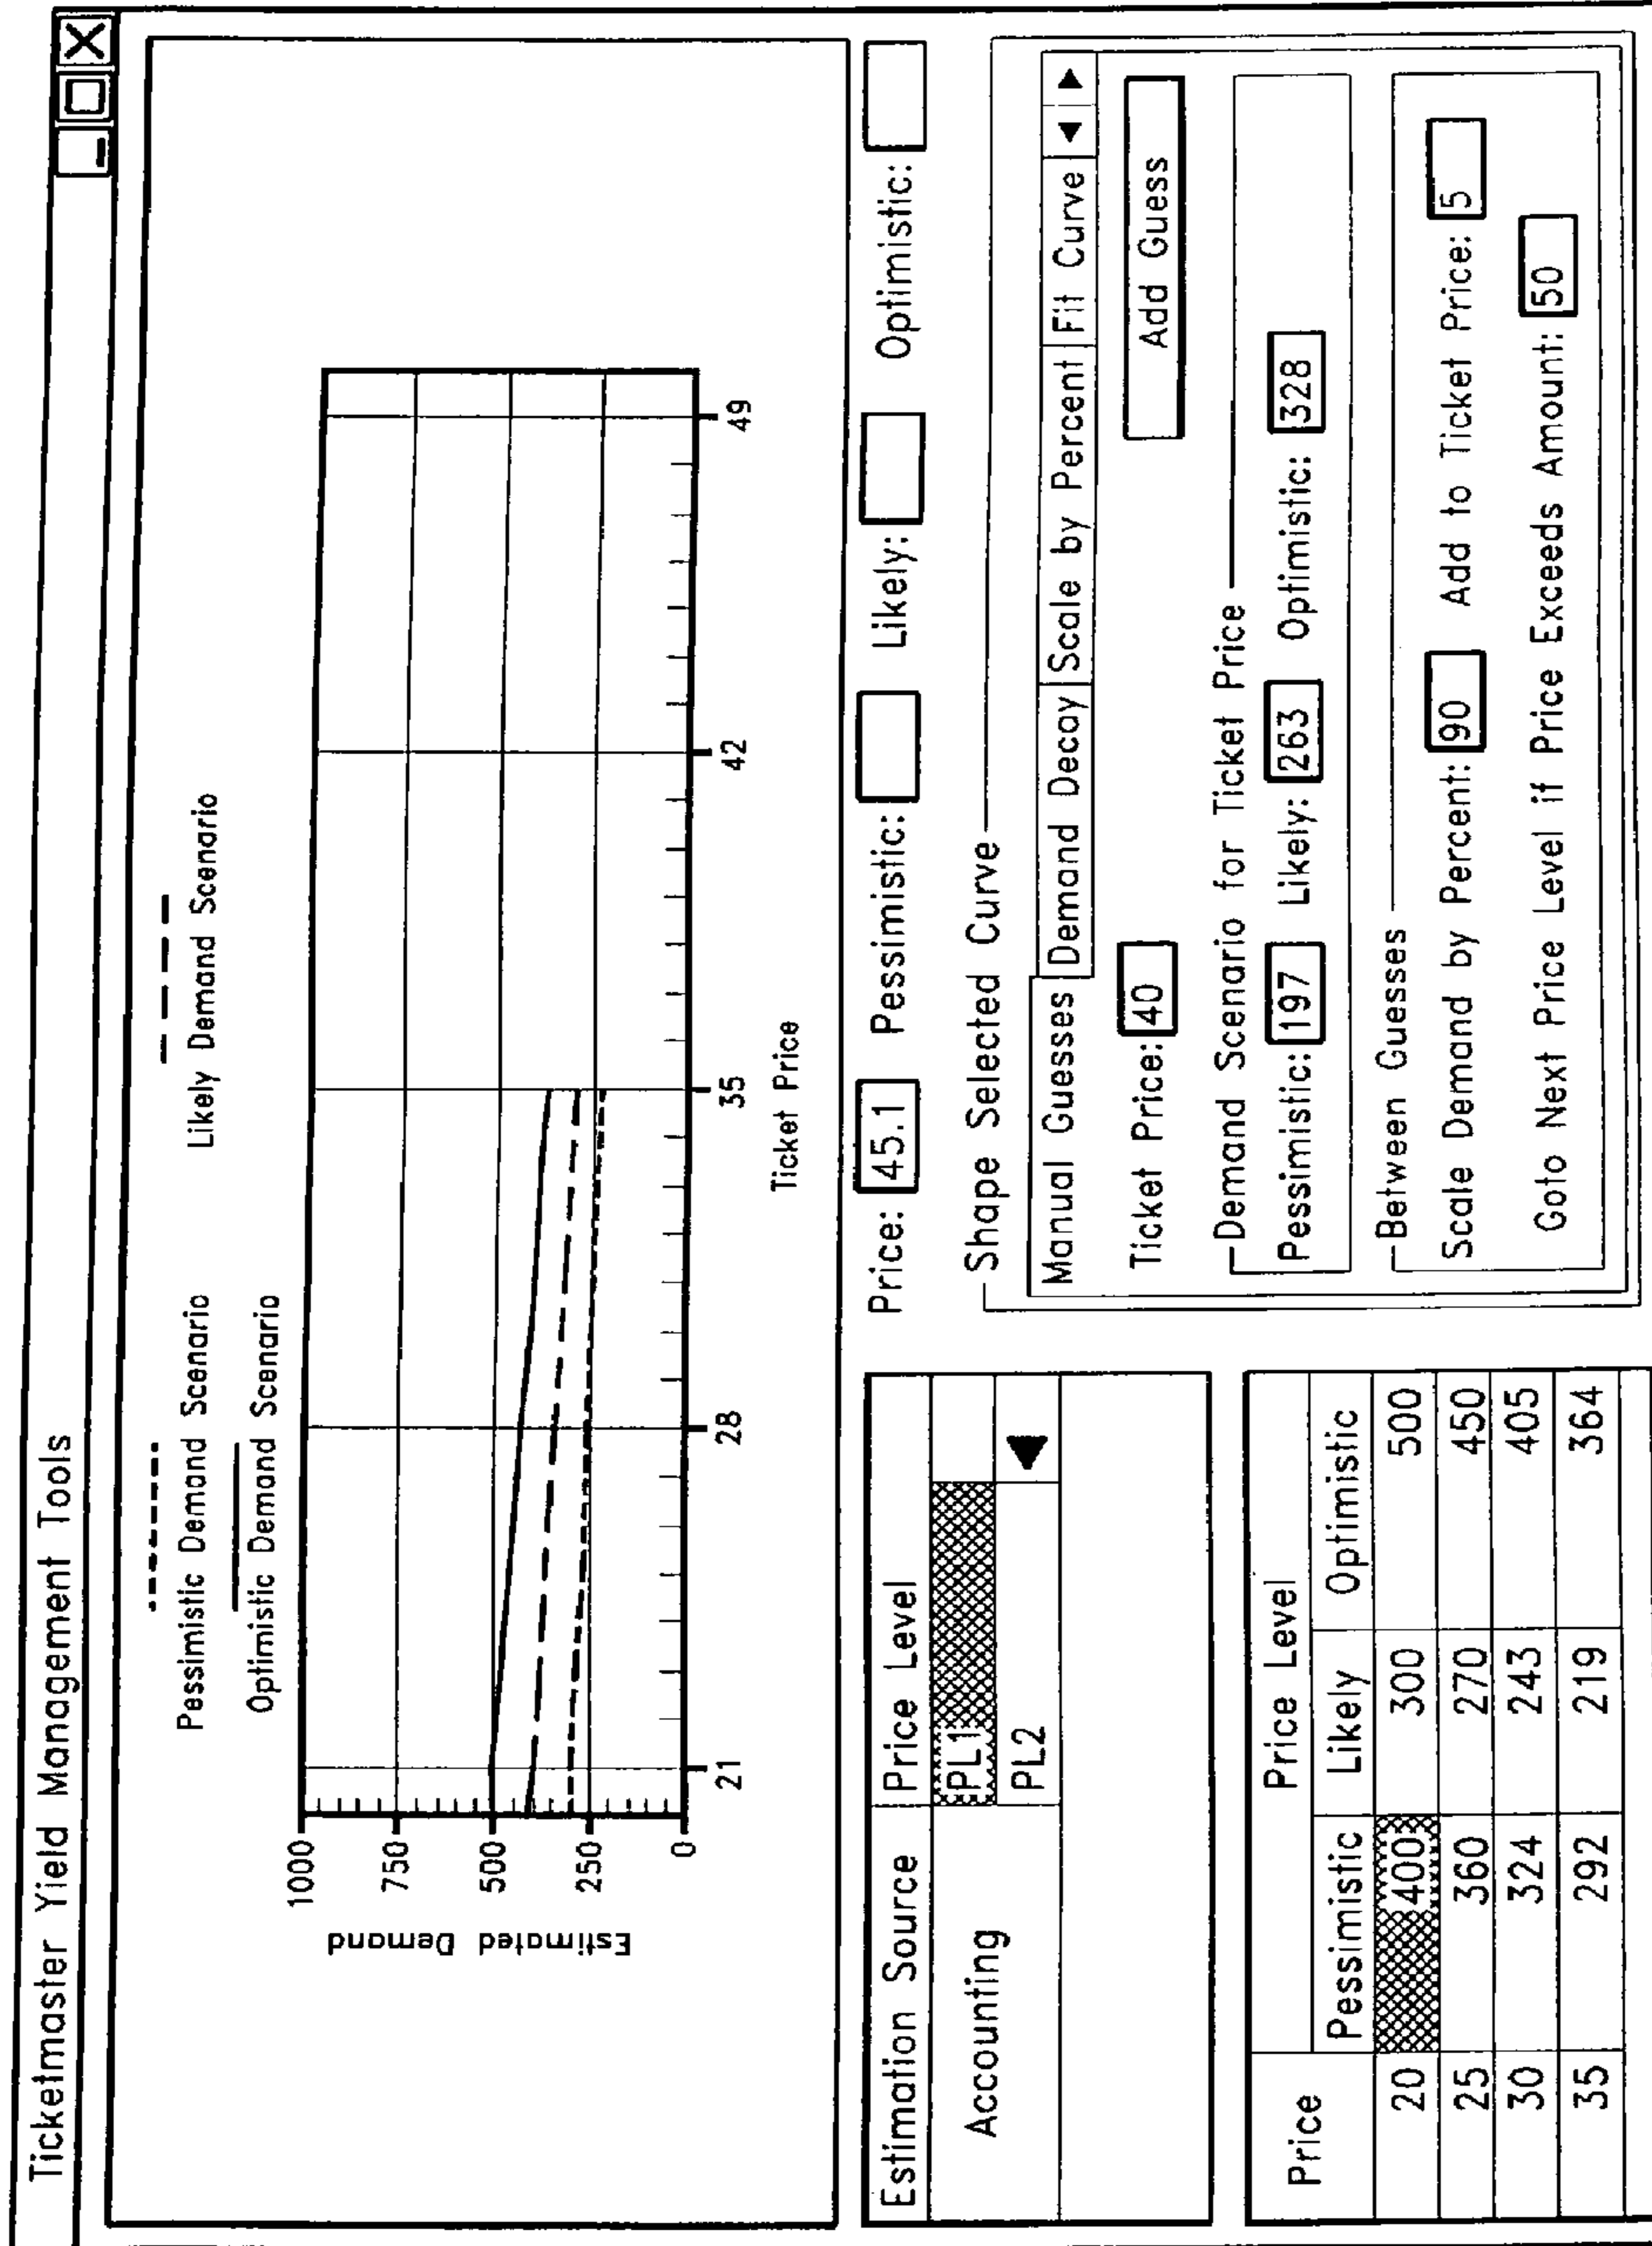 Ticketmaster Yield Management Tools
Pessimistic Demand Scenario
Likely Demand Scenario
Optimistic Demand Scenario
Estimated Demand
1000
750
500
250
0
21 28 35 42 49
Ticket Price
Price: 45.1 Pessimistic: Likely: Optimistic:
Estimation Source Price Level
Accounting PL1
PL2
Price Price Level
Pessimistic Likely Optimistic
20 400 300 500
25 360 270 450
30 324 243 405
35 292 219 364
Shape Selected Curve
Manual Guesses Demand Decay Scale by Percent Fit Curve
Ticket Price: 40 Add Guess
Demand Scenario for Ticket Price
Pessimistic: 197 Likely: 263 Optimistic: 328
Between Guesses
Scale Demand by Percent: 90 Add to Ticket Price: 5
Goto Next Price Level if Price Exceeds Amount: 50